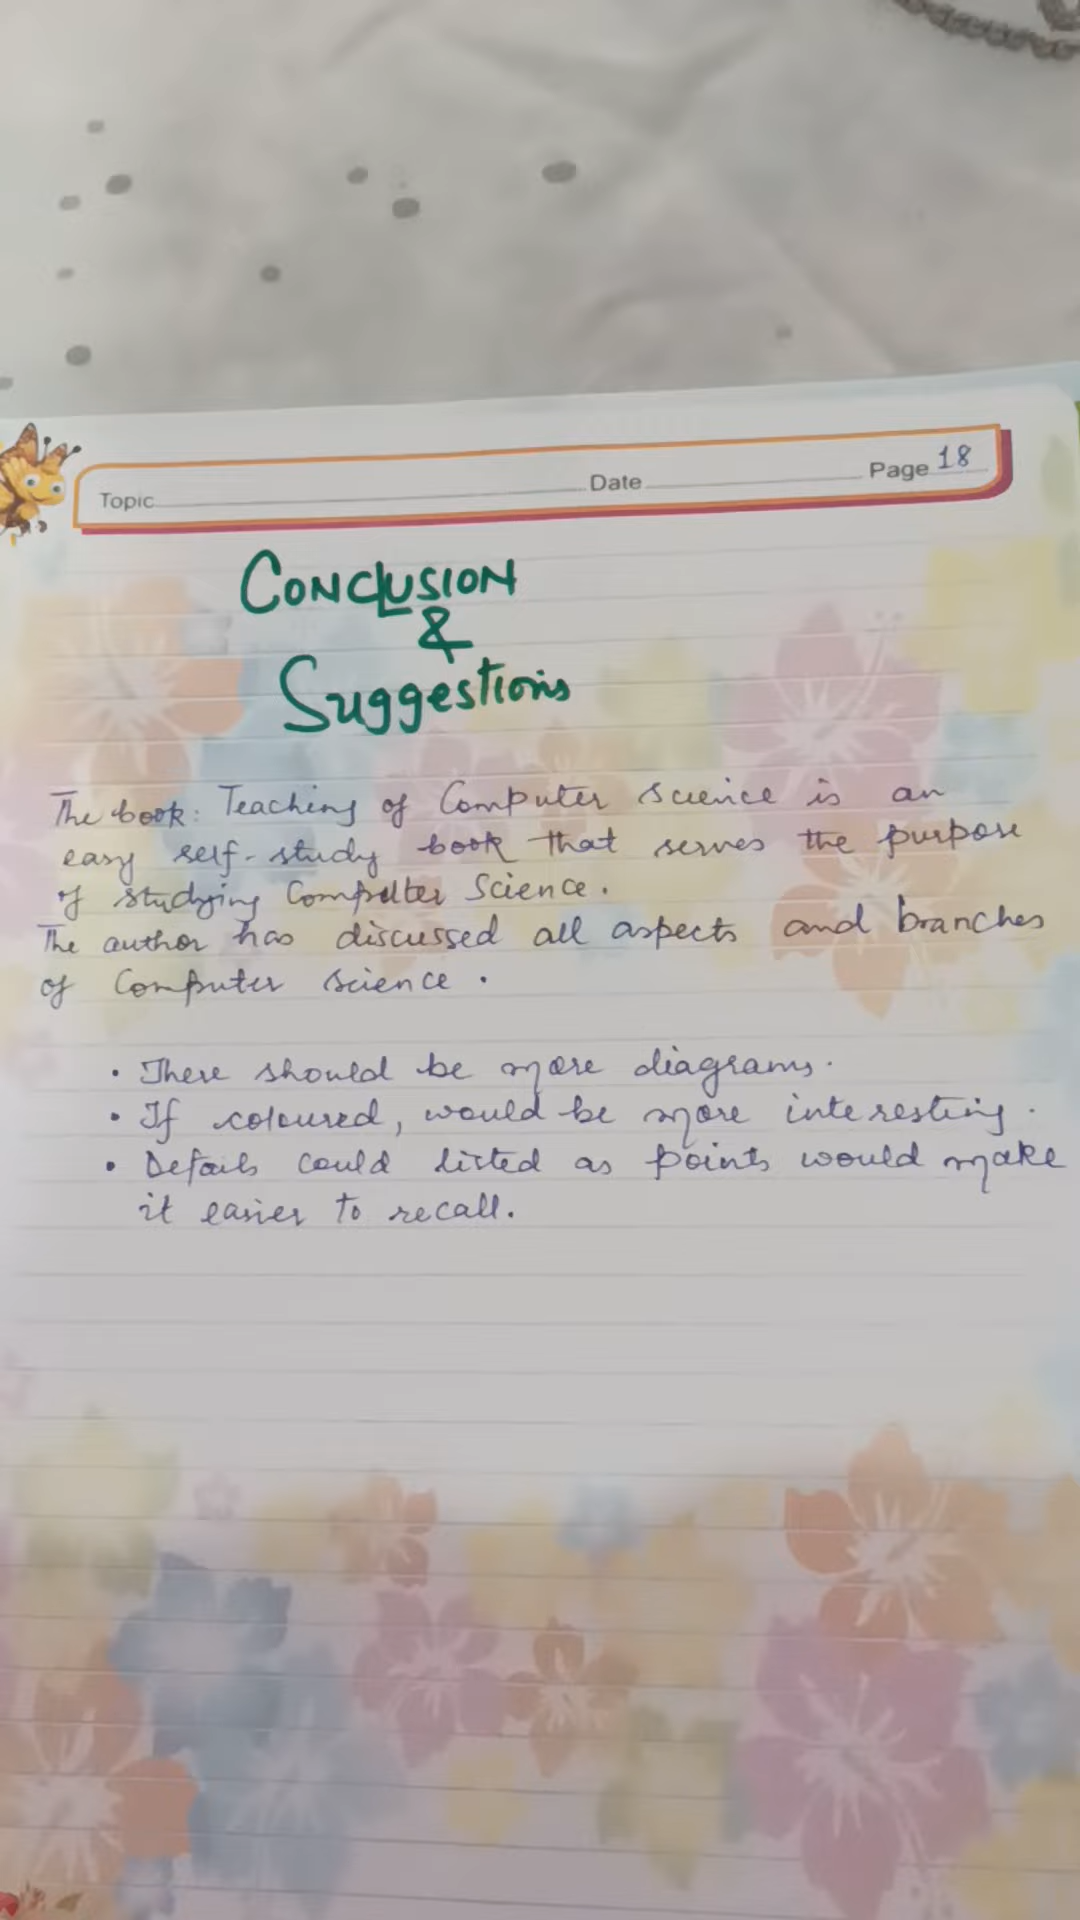 Topic Date Page 18
CONCLUSION
&
Suggestions
The book: Teaching of Computer Science is an
easy self-study book that serves the purpose
of studying Computer Science.
The author has discussed all aspects and branches
of Computer science.
• There should be more diagrams.
• If coloured, would be more interesting.
• Details could listed as points would make
it easier to recall.